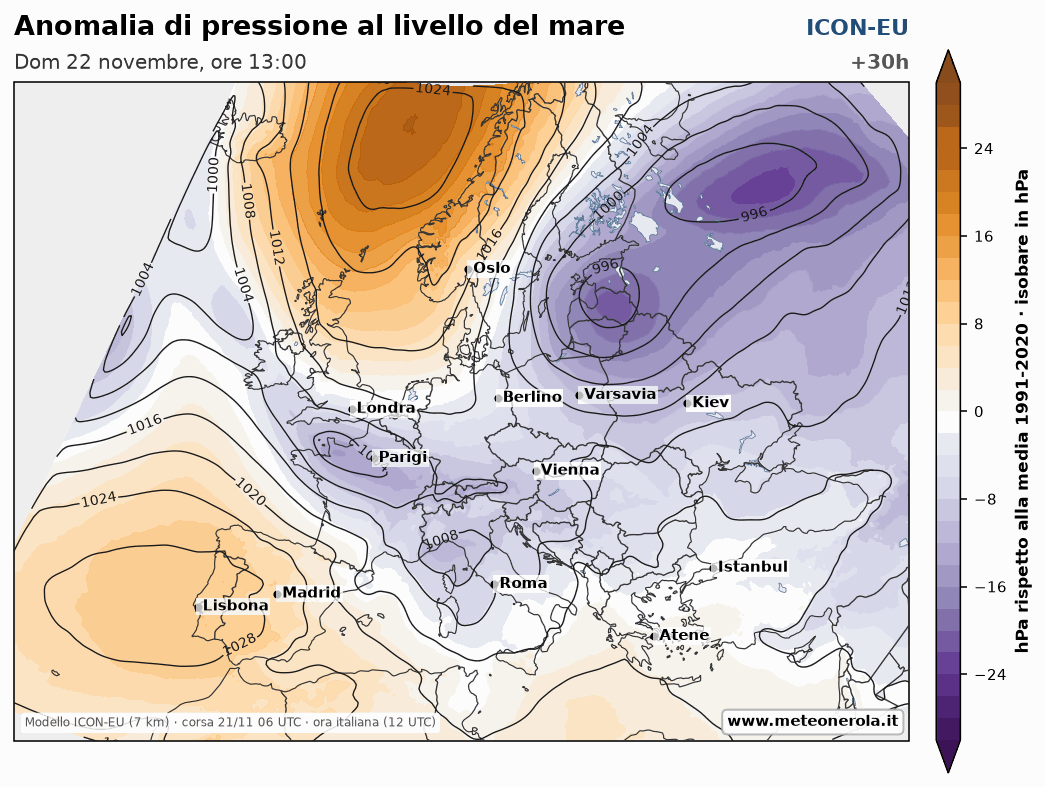 Anomalia di pressione al livello del mare
ICON-EU
Dom 22 novembre, ore 13:00
+30h
1024
1004
1000
1008
1000
996
1012
1016
996
Oslo
1004
1004
Berlino
Varsavia
Kiev
Londra
1016
Parigi
Vienna
1024
1020
1008
Istanbul
Roma
Madrid
Lisbona
Atene
1028
Modello ICON-EU (7 km) · corsa 21/11 06 UTC · ora italiana (12 UTC)
www.meteonerola.it
24
16
8
0
−8
−16
−24
hPa rispetto alla media 1991-2020 · isobare in hPa